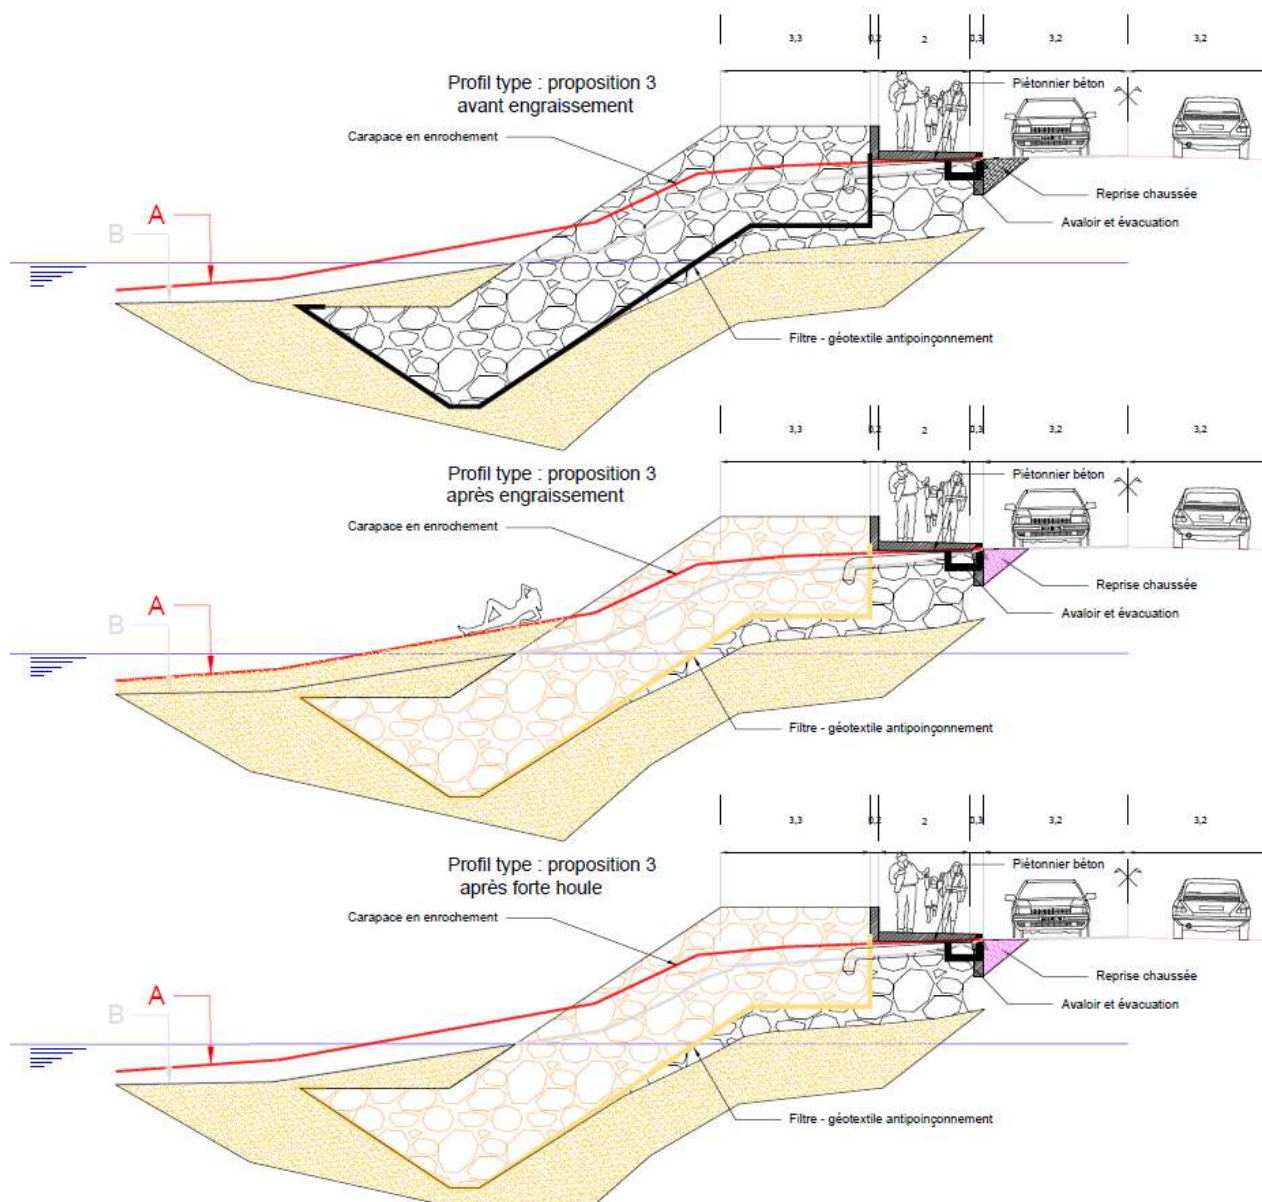 3,3 0,2 2 0,3 3,2 3,2
Profil type : proposition 3
avant engraissement
Piétonnier béton
Carapace en enrochement
Reprise chaussée
A
Avaloir et évacuation
B
Filtre - géotextile antipoinçonnement
3,3 0,2 2 0,3 3,2 3,2
Profil type : proposition 3
après engraissement
Piétonnier béton
Carapace en enrochement
Reprise chaussée
A
Avaloir et évacuation
B
Filtre - géotextile antipoinçonnement
3,3 0,2 2 0,3 3,2 3,2
Profil type : proposition 3
après forte houle
Piétonnier béton
Carapace en enrochement
Reprise chaussée
A
Avaloir et évacuation
B
Filtre - géotextile antipoinçonnement